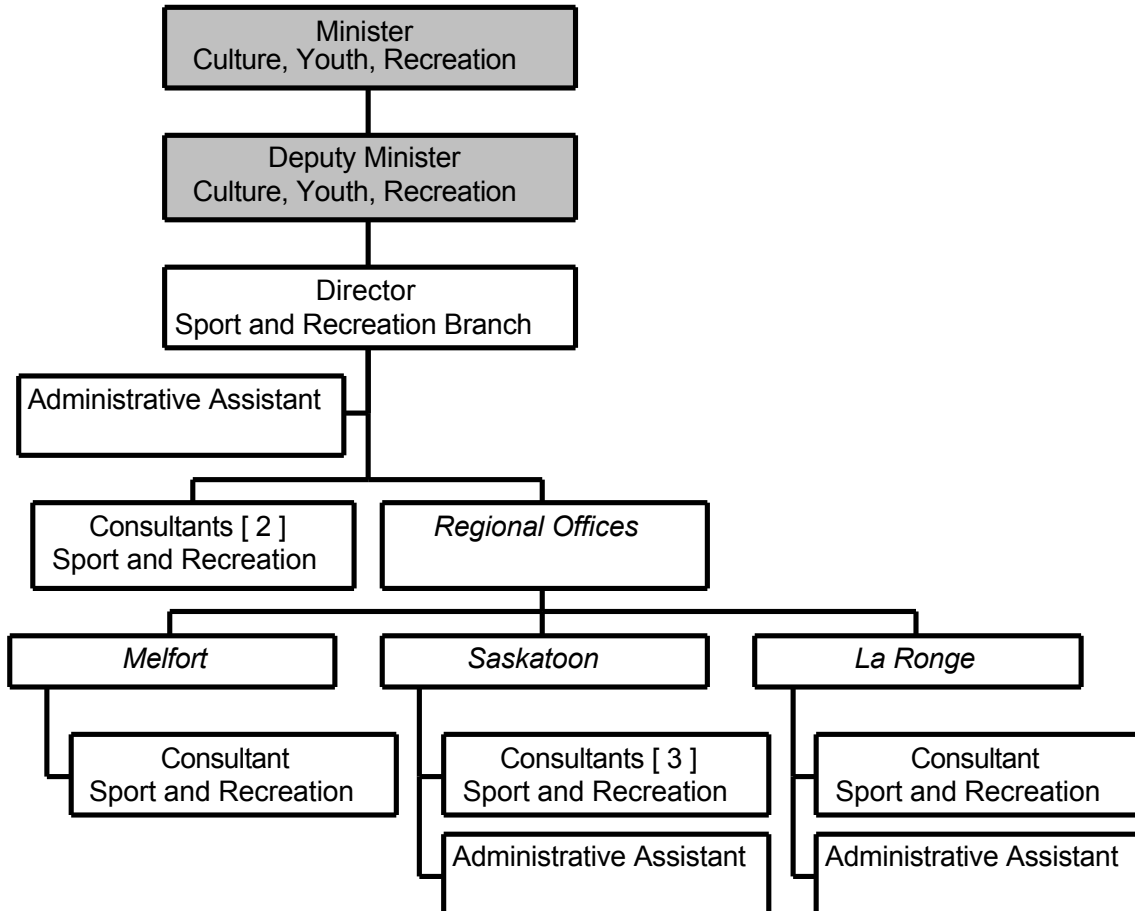 Minister
Culture, Youth, Recreation
Deputy Minister
Culture, Youth, Recreation
Director
Sport and Recreation Branch
Administrative Assistant
Consultants [ 2 ]
Sport and Recreation
Regional Offices
Melfort
Saskatoon
La Ronge
Consultant
Sport and Recreation
Consultants [ 3 ]
Sport and Recreation
Consultant
Sport and Recreation
Administrative Assistant
Administrative Assistant